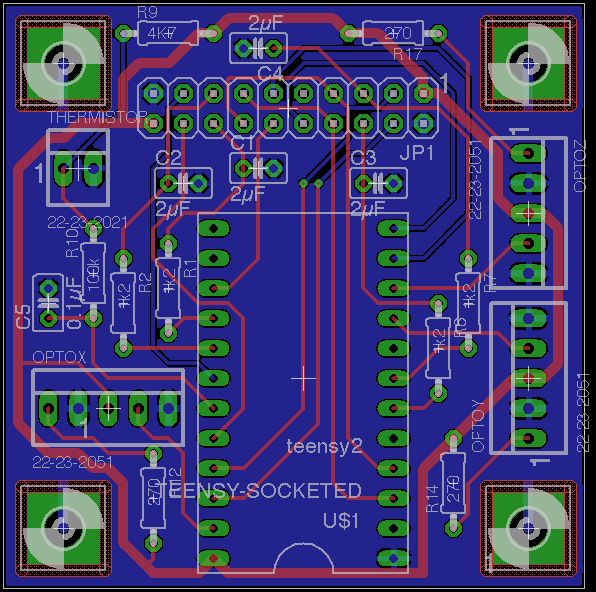 R9
4K7
2µF
270
R17
C4
THERMISTOR
1
JP1
C1
C2
C3
2µF
2µF
2µF
1
22-23-2051
OPTOZ
1
22-23-2021
R10
100k
R2
1k2
R1
1k2
C5
0.1µF
R7
1k2
1k2
OPTOX
1
22-23-2051
teensy2
TEENSY-SOCKETED
U$1
270
R14
270
OPTOY
22-23-2051
1
1